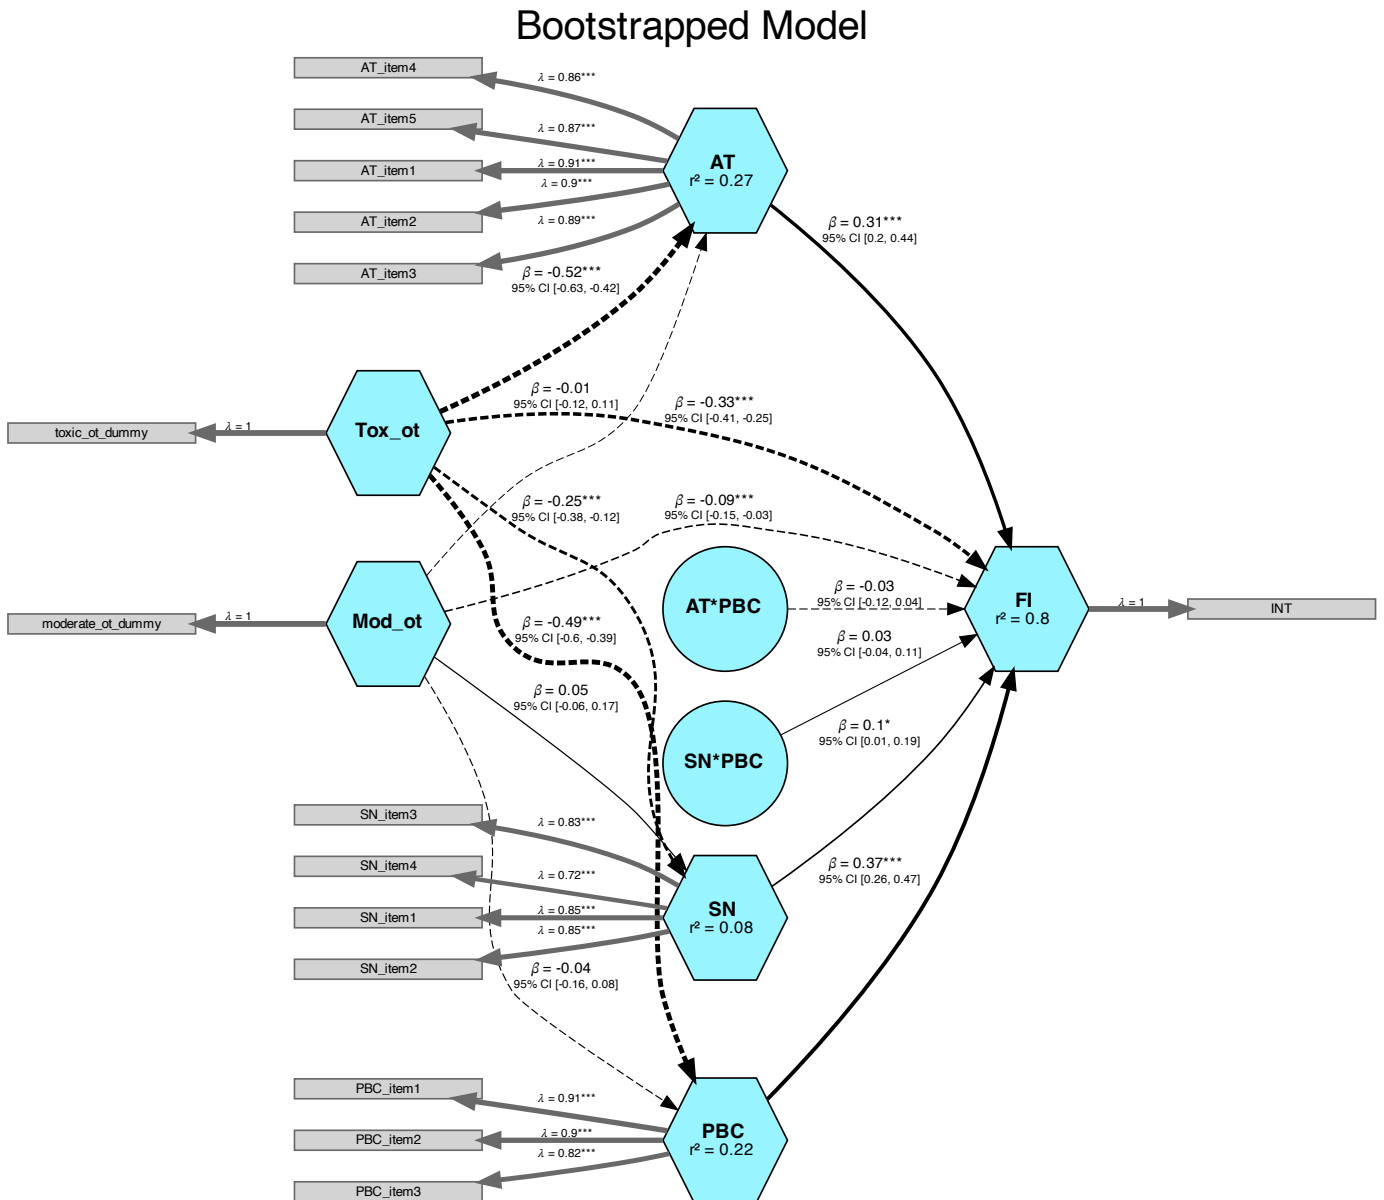 Bootstrapped Model
AT_item4
λ = 0.86***
AT_item5
λ = 0.87***
AT_item1
λ = 0.91***
AT_item2
λ = 0.9***
AT_item3
λ = 0.89***
AT
r² = 0.27
β = 0.31***
95% CI [0.2, 0.44]
β = -0.52***
95% CI [-0.63, -0.42]
β = -0.01
95% CI [-0.12, 0.11]
β = -0.33***
95% CI [-0.41, -0.25]
toxic_ot_dummy
λ = 1
Tox_ot
β = -0.25***
95% CI [-0.38, -0.12]
β = -0.09***
95% CI [-0.15, -0.03]
moderate_ot_dummy
λ = 1
Mod_ot
AT*PBC
β = -0.03
95% CI [-0.12, 0.04]
FI
r² = 0.8
λ = 1
INT
β = -0.49***
95% CI [-0.6, -0.39]
β = 0.03
95% CI [-0.04, 0.11]
β = 0.05
95% CI [-0.06, 0.17]
SN*PBC
β = 0.1*
95% CI [0.01, 0.19]
SN_item3
λ = 0.83***
SN_item4
λ = 0.72***
SN_item1
λ = 0.85***
SN_item2
λ = 0.85***
SN
r² = 0.08
β = 0.37***
95% CI [0.26, 0.47]
β = -0.04
95% CI [-0.16, 0.08]
PBC_item1
λ = 0.91***
PBC_item2
λ = 0.9***
PBC_item3
λ = 0.82***
PBC
r² = 0.22